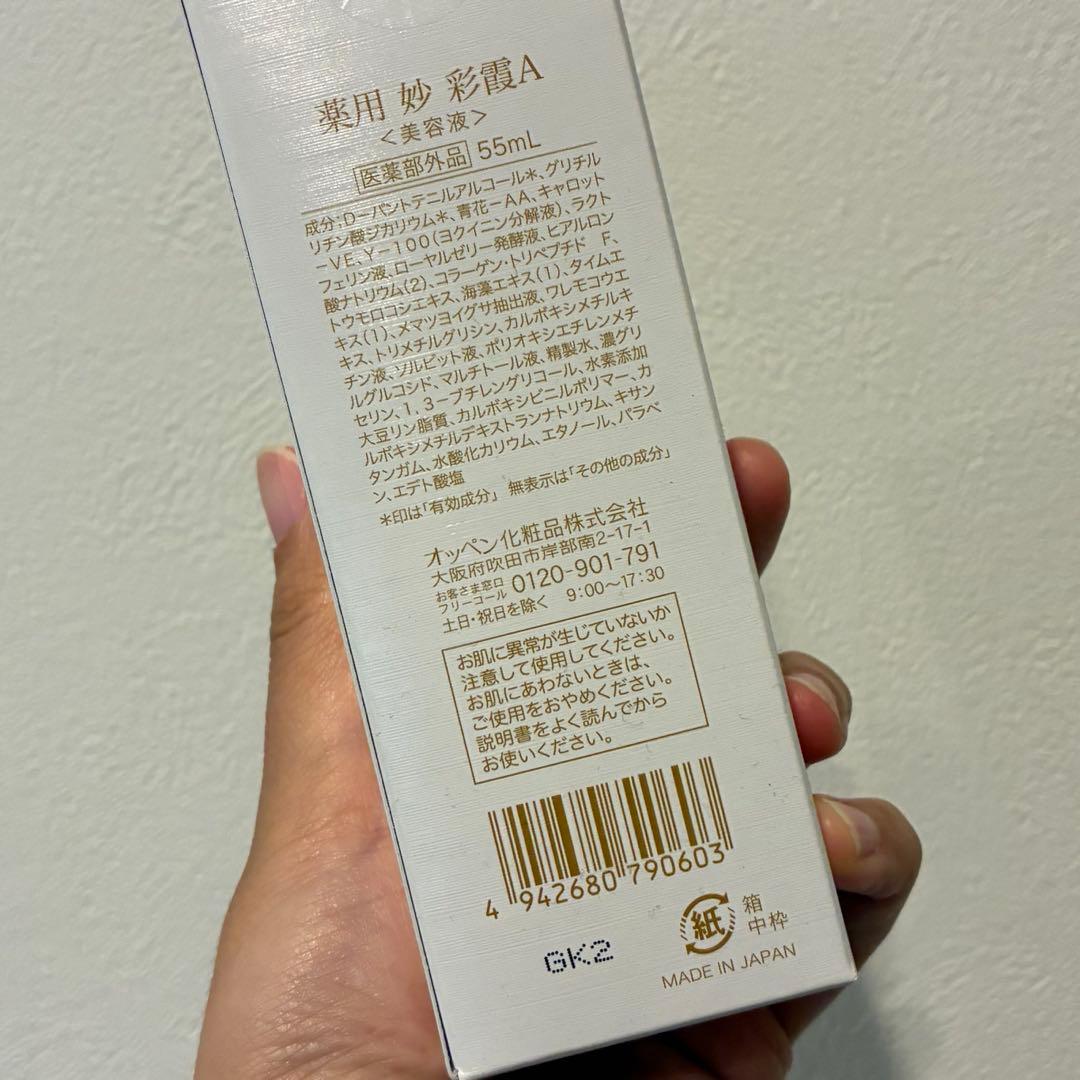 薬用 妙 彩霞A
<美容液>
医薬部外品 55mL
成分:D-パントテニルアルコール*、グリチル
リチン酸ジカリウム*、青花-AA、キャロット
-VE、Y-100(ヨクイニン分解液)、ラクト
フェリン液、ローヤルゼリー発酵液、ヒアルロン
酸ナトリウム(2)、コラーゲン・トリペプチド F、
トウモロコシエキス、海藻エキス(1)、タイムエ
キス(1)、メマツヨイグサ抽出液、ワレモコウエ
キス、トリメチルグリシン、カルボキシメチルキ
チン液、ソルビット液、ポリオキシエチレンメチ
ルグルコシド、マルチトール液、精製水、濃グリ
セリン、1,3-ブチレングリコール、水素添加
大豆リン脂質、カルボキシビニルポリマー、カ
ルボキシメチルデキストランナトリウム、キサン
タンガム、水酸化カリウム、エタノール、パラベ
ン、エデト酸塩
*印は「有効成分」 無表示は「その他の成分」
オッペン化粧品株式会社
大阪府吹田市岸部南2-17-1
お客さま窓口
フリーコール 0120-901-791
土日・祝日を除く 9:00〜17:30
お肌に異常が生じていないか
注意して使用してください。
お肌にあわないときは、
ご使用をおやめください。
説明書をよく読んでから
お使いください。
4 942680 790603
紙 箱
中枠
GK2
MADE IN JAPAN